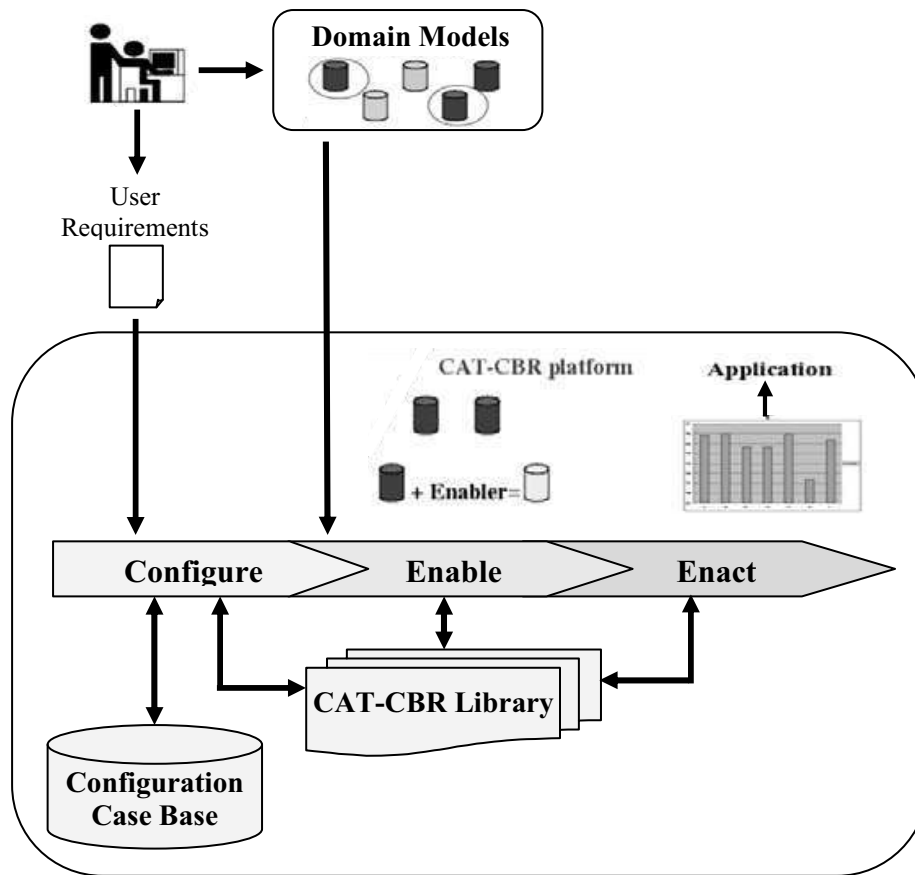 Domain Models
User
Requirements
CAT-CBR platform
Application
+ Enabler=
Configure
Enable
Enact
CAT-CBR Library
Configuration
Case Base